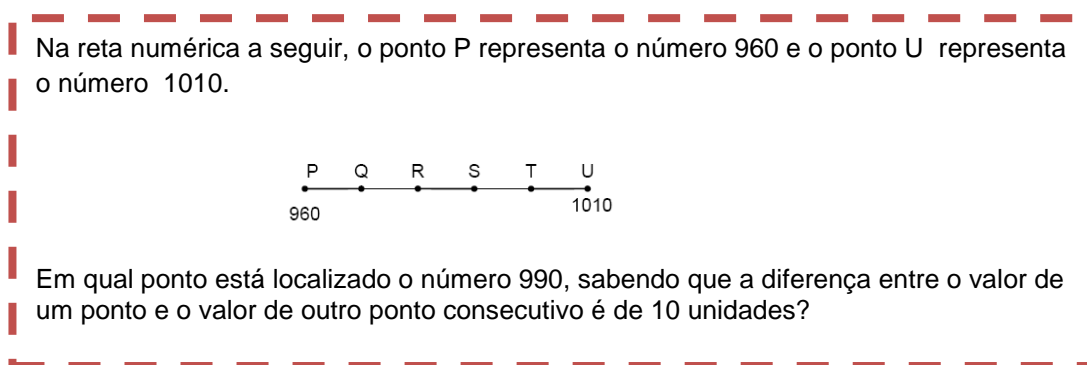 Na reta numérica a seguir, o ponto P representa o número 960 e o ponto U representa
o número 1010.
P Q R S T U
960 1010
Em qual ponto está localizado o número 990, sabendo que a diferença entre o valor de
um ponto e o valor de outro ponto consecutivo é de 10 unidades?